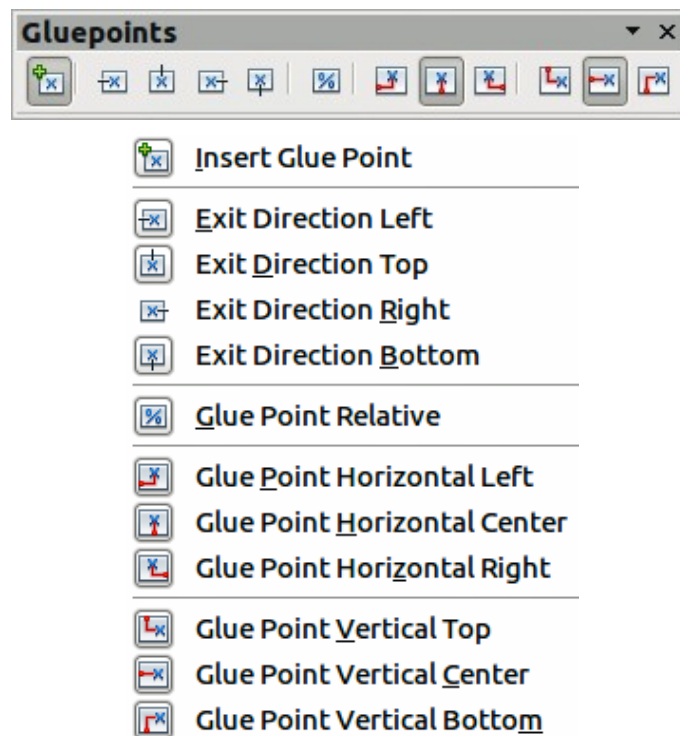 Gluepoints
Insert Glue Point
Exit Direction Left
Exit Direction Top
Exit Direction Right
Exit Direction Bottom
Glue Point Relative
Glue Point Horizontal Left
Glue Point Horizontal Center
Glue Point Horizontal Right
Glue Point Vertical Top
Glue Point Vertical Center
Glue Point Vertical Bottom